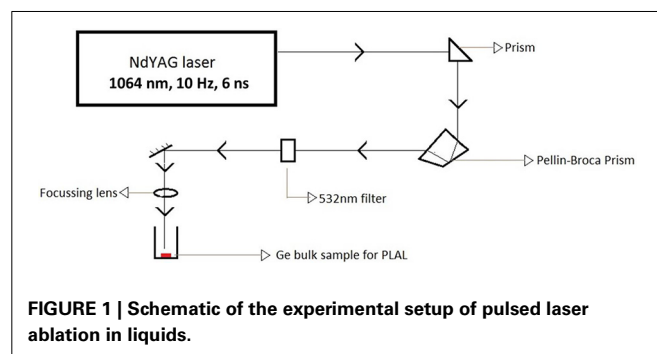 NdYAG laser
1064 nm, 10 Hz, 6 ns
Prism
Pellin-Broca Prism
532nm filter
Focussing lens
Ge bulk sample for PLAL
FIGURE 1 | Schematic of the experimental setup of pulsed laser
ablation in liquids.